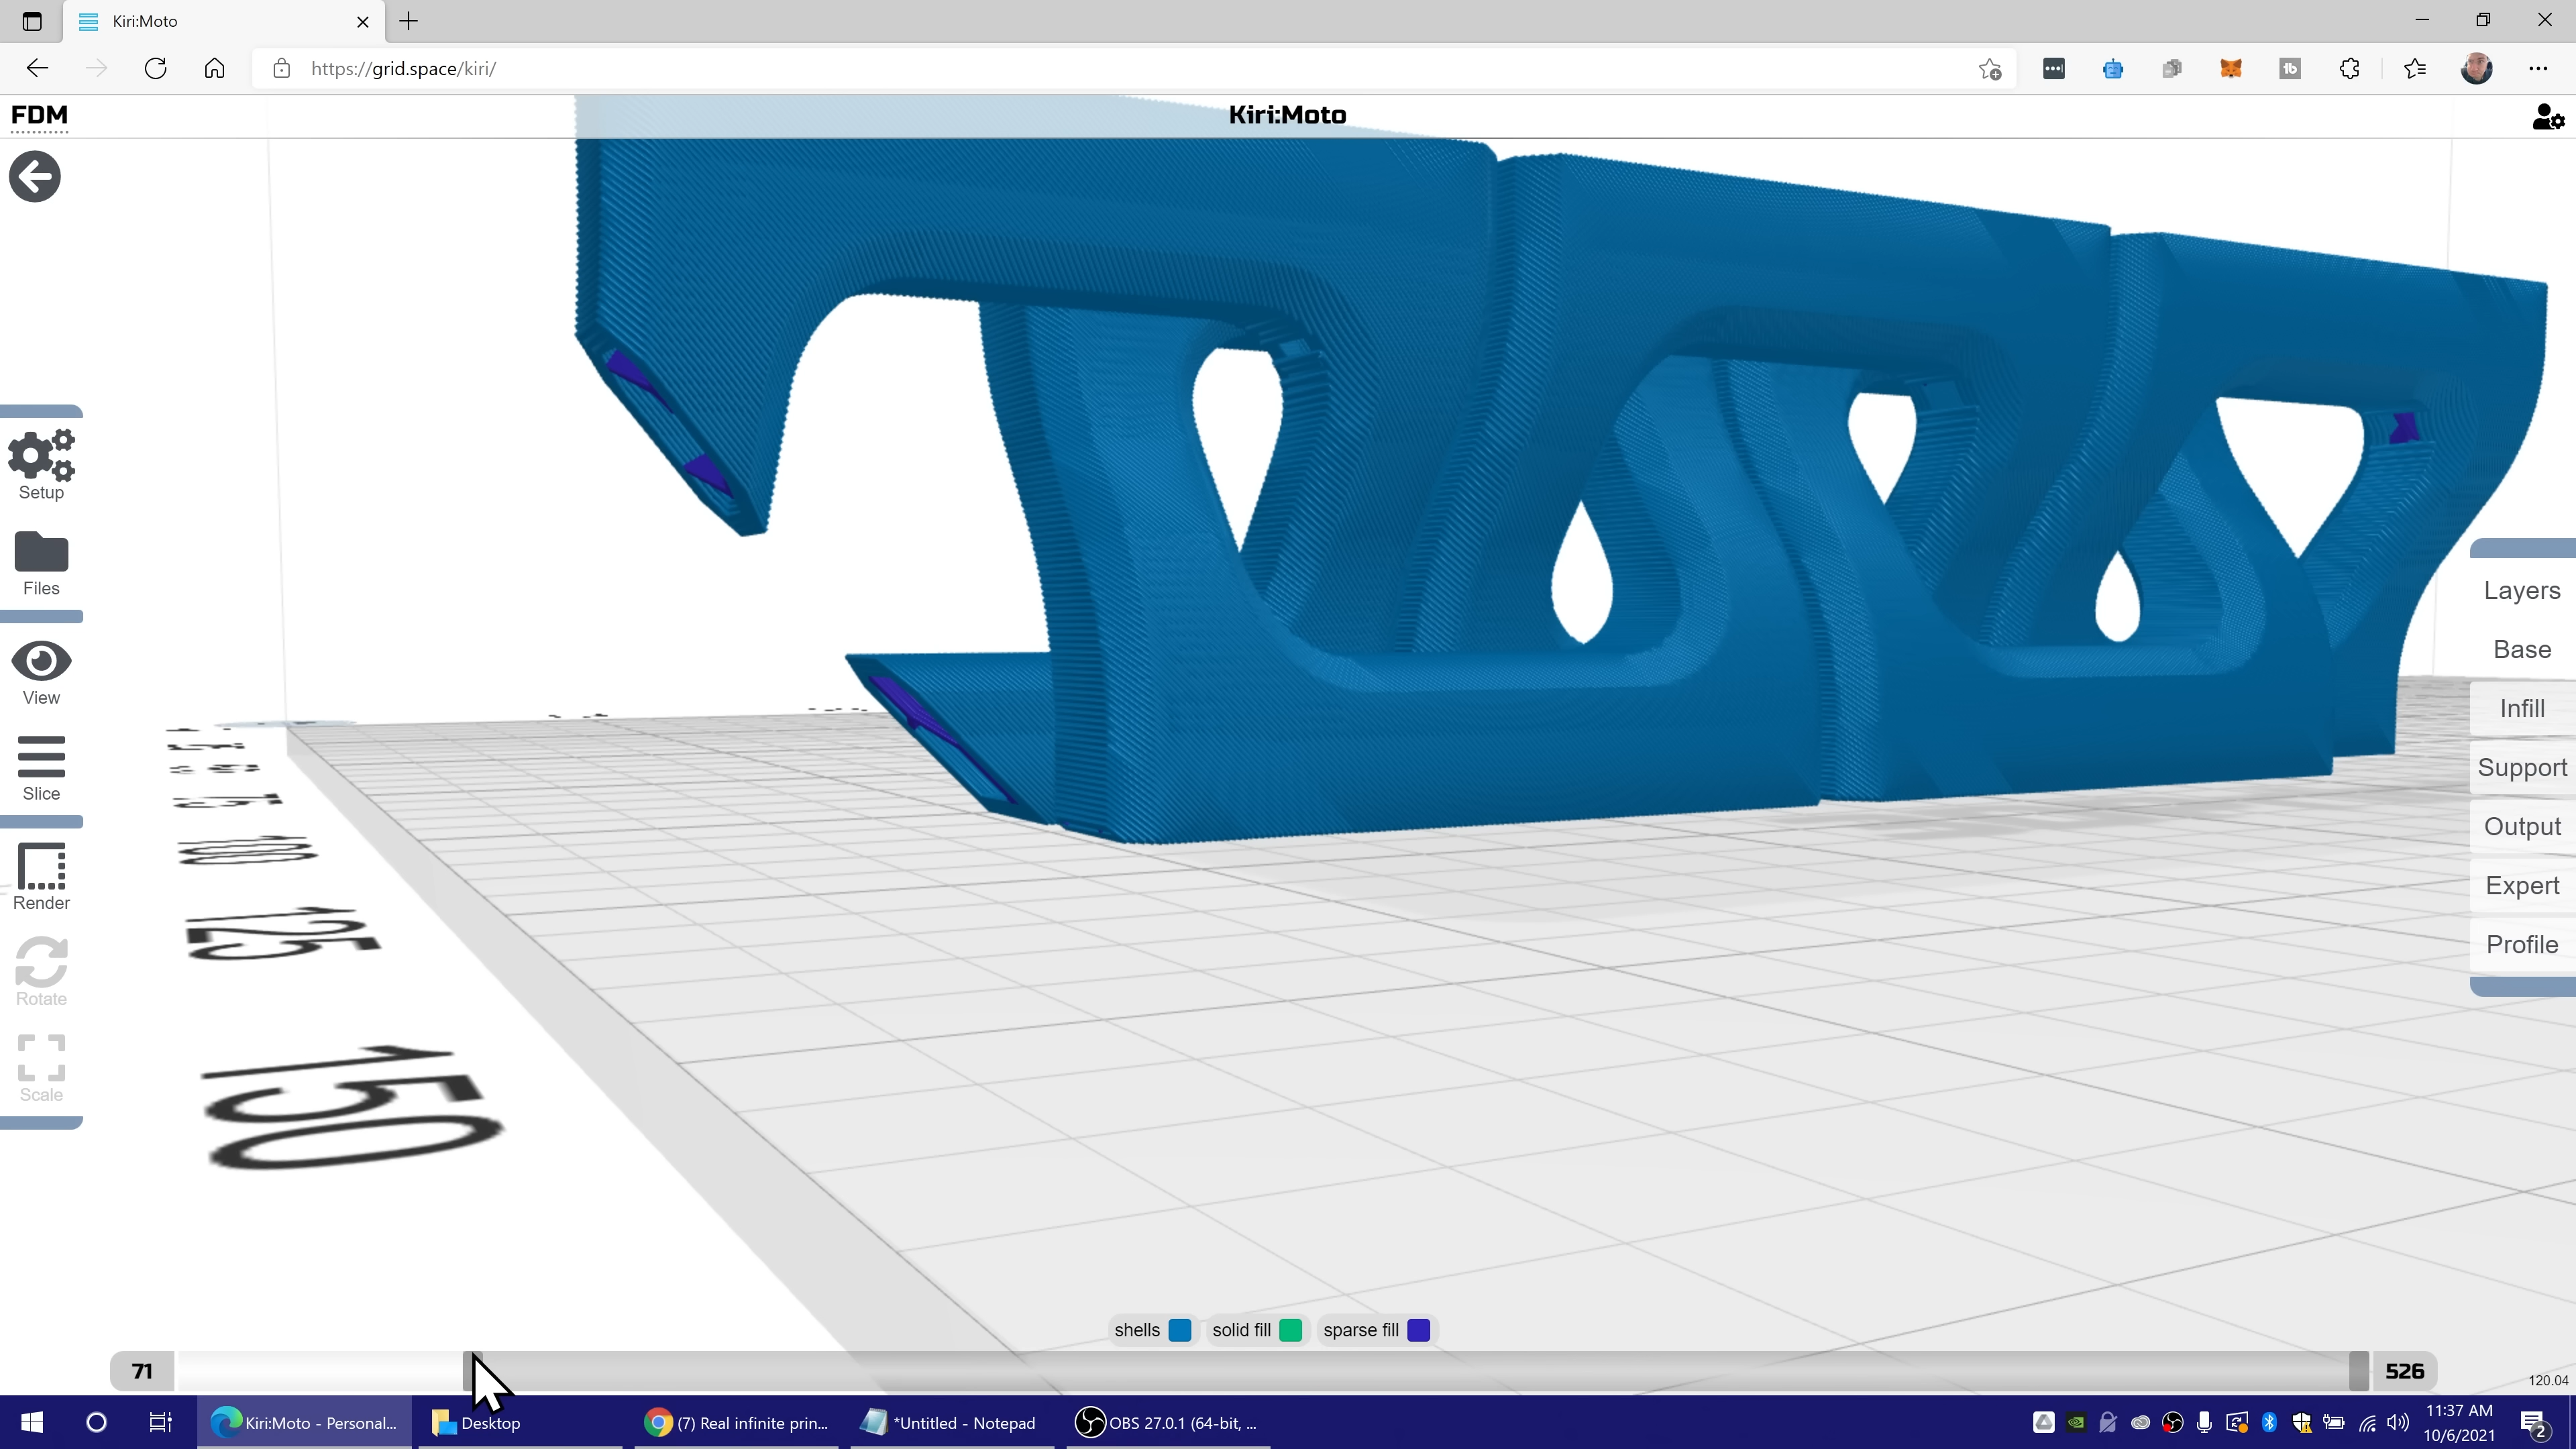 Kiri:Moto
https://grid.space/kiri/
FDM
Kiri:Moto
Setup
Files
View
Slice
Render
Rotate
Scale
Layers
Base
Infill
Support
Output
Expert
Profile
100
125
150
shells
solid fill
sparse fill
71
526
120.04
Kiri:Moto - Personal...
Desktop
(7) Real infinite prin...
*Untitled - Notepad
OBS 27.0.1 (64-bit, ...
11:37 AM
10/6/2021
2